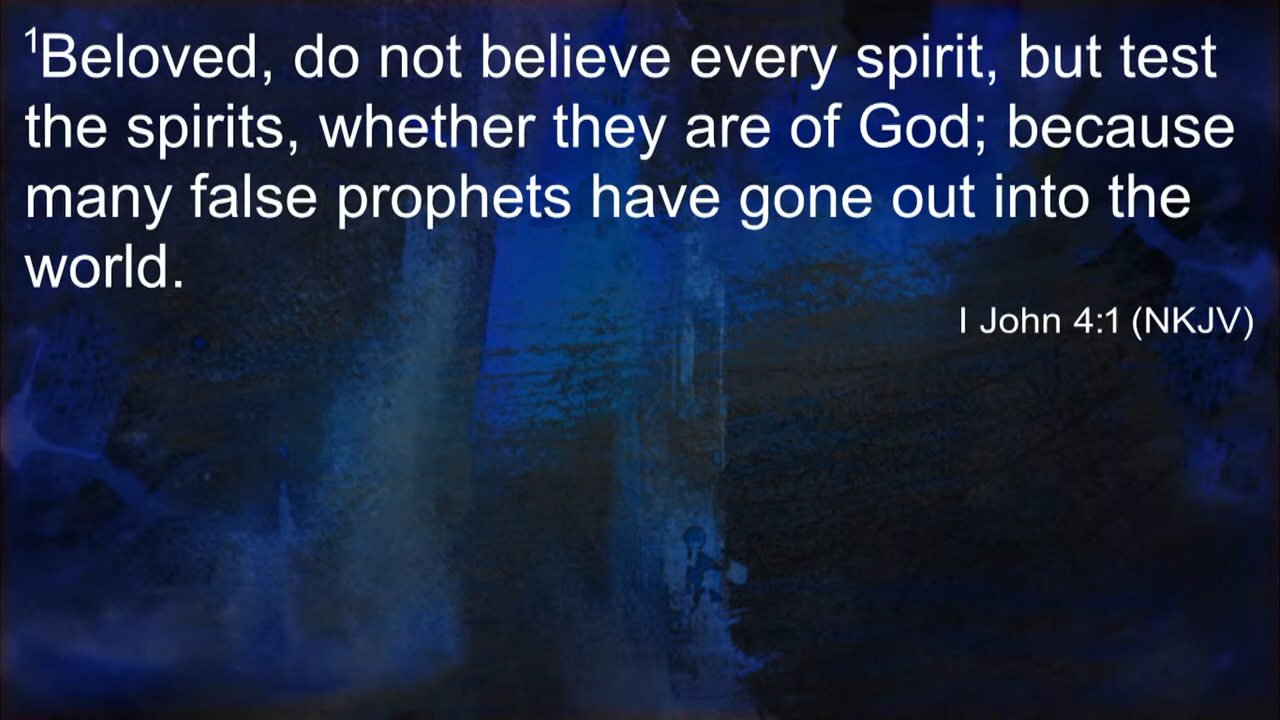 ¹Beloved, do not believe every spirit, but test
the spirits, whether they are of God; because
many false prophets have gone out into the
world.
I John 4:1 (NKJV)